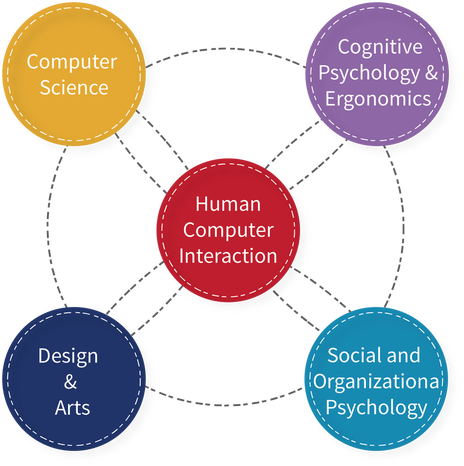 Computer
Science
Cognitive
Psychology &
Ergonomics
Human
Computer
Interaction
Design
&
Arts
Social and
Organizationa
Psychology